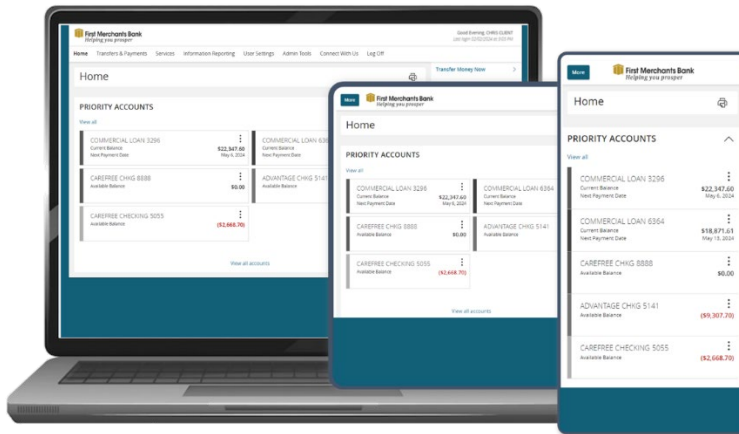 First Merchants Bank
Helping you prosper
Good Evening, CHRIS CLIENT
Home Transfers & Payments Services Information Reporting User Settings Admin Tools Connect With Us Log Off
Home
Transfer Money Now
PRIORITY ACCOUNTS
View all
COMMERCIAL LOAN 3296
Current Balance $22,347.60
Next Payment Date May 6, 2024
COMMERCIAL LOAN
Current Balance
Next Payment Date
CAREFREE CHKG 8888
Available Balance $0.00
ADVANTAGE CHKG 5141
Available Balance
CAREFREE CHECKING 5055
Available Balance ($2,668.70)
View all accounts
More
First Merchants Bank
Helping you prosper
Home
PRIORITY ACCOUNTS
View all
COMMERCIAL LOAN 3296
Current Balance $22,347.60
Next Payment Date May 6, 2024
COMMERCIAL LOAN 6364
Current Balance
Next Payment Date
CAREFREE CHKG 8888
Available Balance $0.00
ADVANTAGE CHKG 5141
Available Balance
CAREFREE CHECKING 5055
Available Balance ($2,668.70)
View all accounts
More
First Merchants Bank
Helping you prosper
Home
PRIORITY ACCOUNTS
View all
COMMERCIAL LOAN 3296
Current Balance $22,347.60
Next Payment Date May 6, 2024
COMMERCIAL LOAN 6364
Current Balance $18,871.61
Next Payment Date May 13, 2024
CAREFREE CHKG 8888
Available Balance $0.00
ADVANTAGE CHKG 5141
Available Balance ($9,307.70)
CAREFREE CHECKING 5055
Available Balance ($2,668.70)